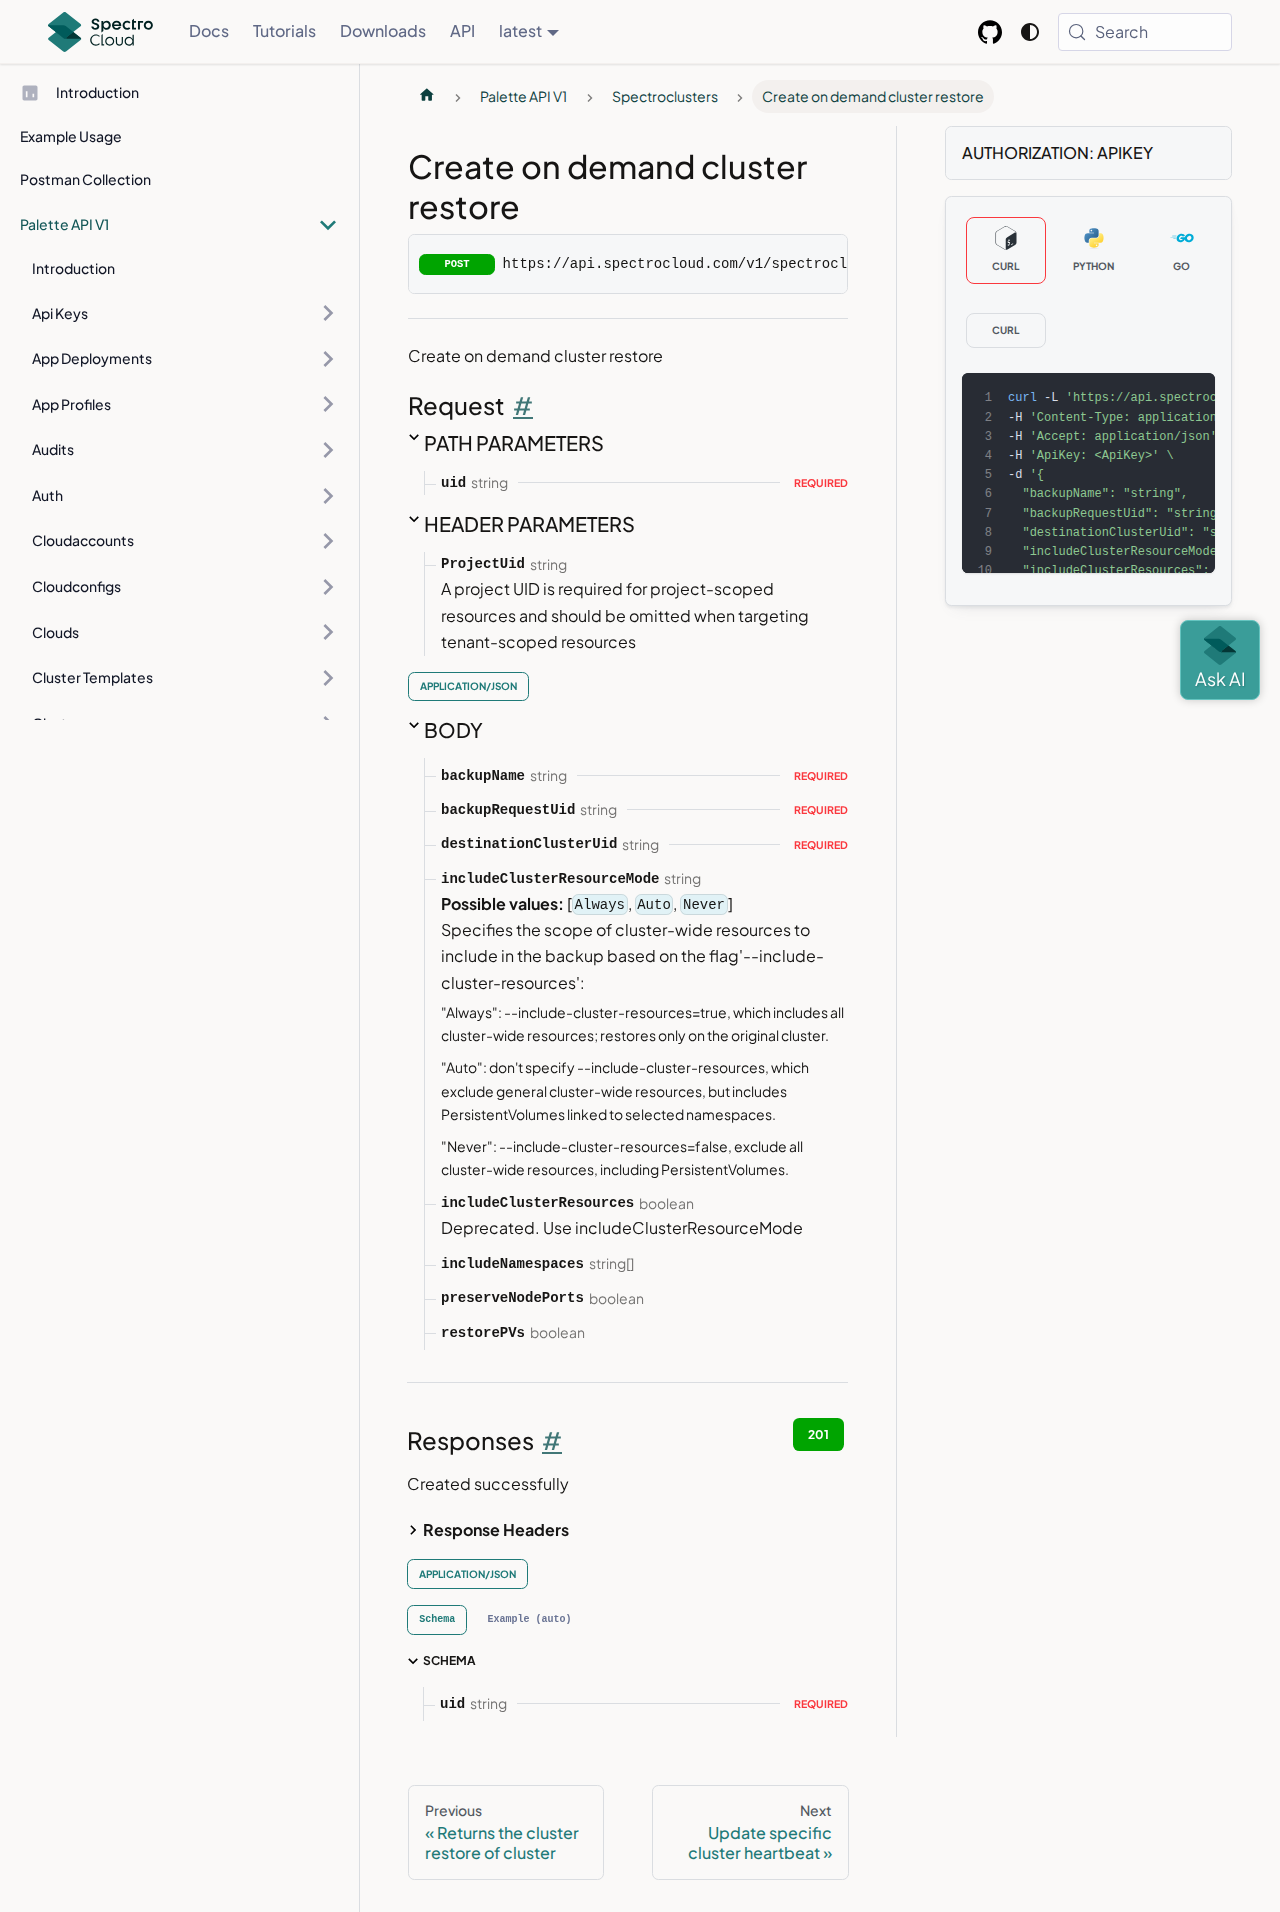 Spectro Cloud
Docs
Tutorials
Downloads
API
latest
Search
Introduction
Example Usage
Postman Collection
Palette API V1
Introduction
Api Keys
App Deployments
App Profiles
Audits
Auth
Cloudaccounts
Cloudconfigs
Clouds
Cluster Templates
Palette API V1
Spectroclusters
Create on demand cluster restore
Create on demand cluster
restore
POST https://api.spectrocloud.com/v1/spectrocl
Create on demand cluster restore
Request #
PATH PARAMETERS
uid string REQUIRED
HEADER PARAMETERS
ProjectUid string
A project UID is required for project-scoped
resources and should be omitted when targeting
tenant-scoped resources
APPLICATION/JSON
BODY
backupName string REQUIRED
backupRequestUid string REQUIRED
destinationClusterUid string REQUIRED
includeClusterResourceMode string
Possible values: [Always, Auto, Never]
Specifies the scope of cluster-wide resources to
include in the backup based on the flag'--include-
cluster-resources':
"Always": --include-cluster-resources=true, which includes all
cluster-wide resources; restores only on the original cluster.
"Auto": don't specify --include-cluster-resources, which
exclude general cluster-wide resources, but includes
PersistentVolumes linked to selected namespaces.
"Never": --include-cluster-resources=false, exclude all
cluster-wide resources, including PersistentVolumes.
includeClusterResources boolean
Deprecated. Use includeClusterResourceMode
includeNamespaces string[]
preserveNodePorts boolean
restorePVs boolean
Responses #
201
Created successfully
Response Headers
APPLICATION/JSON
Schema
Example (auto)
SCHEMA
uid string REQUIRED
Previous
« Returns the cluster
restore of cluster
Next
Update specific
cluster heartbeat »
AUTHORIZATION: APIKEY
CURL
PYTHON
GO
CURL
1 curl -L 'https://api.spectroc
2 -H 'Content-Type: application
3 -H 'Accept: application/json'
4 -H 'ApiKey: <ApiKey>' \
5 -d '{
6 "backupName": "string",
7 "backupRequestUid": "string
8 "destinationClusterUid": "s
9 "includeClusterResourceMode
10 "includeClusterResources":
Ask AI